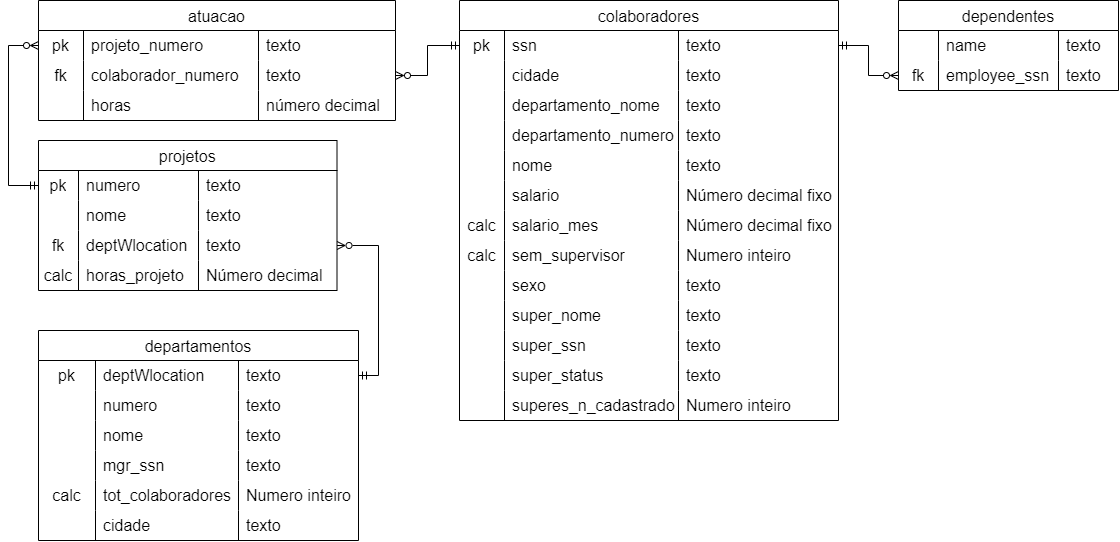 atuacao
pk projeto_numero texto
fk colaborador_numero texto
horas número decimal
projetos
pk numero texto
nome texto
fk deptWlocation texto
calc horas_projeto Número decimal
departamentos
pk deptWlocation texto
numero texto
nome texto
mgr_ssn texto
calc tot_colaboradores Numero inteiro
cidade texto
colaboradores
pk ssn texto
cidade texto
departamento_nome texto
departamento_numero texto
nome texto
salario Número decimal fixo
calc salario_mes Número decimal fixo
calc sem_supervisor Numero inteiro
sexo texto
super_nome texto
super_ssn texto
super_status texto
superes_n_cadastrado Numero inteiro
dependentes
name texto
fk employee_ssn texto